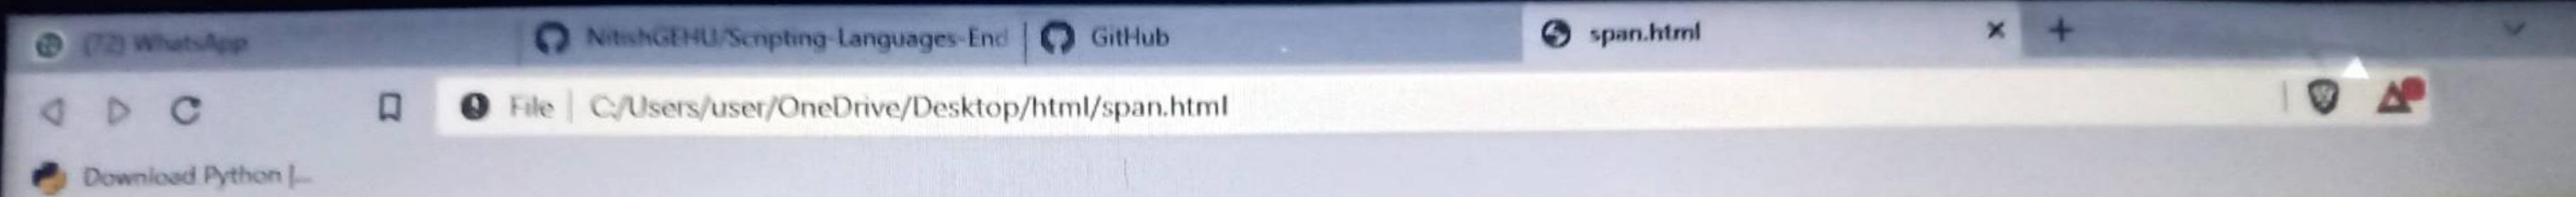 (72) WhatsApp NitishGEHU/Scripting-Languages-End GitHub span.html
File C:/Users/user/OneDrive/Desktop/html/span.html
Download Python |...